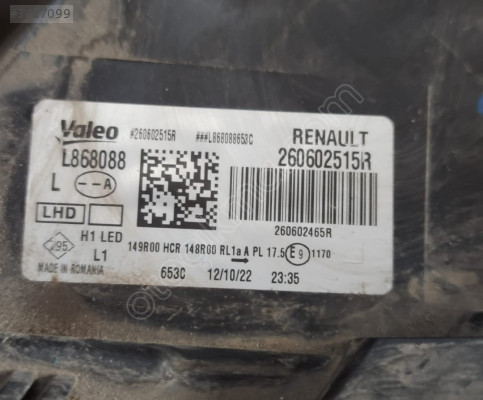 Valeo #260602515R ###L868088653C RENAULT
L868088 260602515R
L --A
LHD 260602465R
H1 LED 149R00 HCR 148R00 RL1a A PL 17.5 E9 1170
L1
MADE IN ROMANIA
653C 12/10/22 23:35